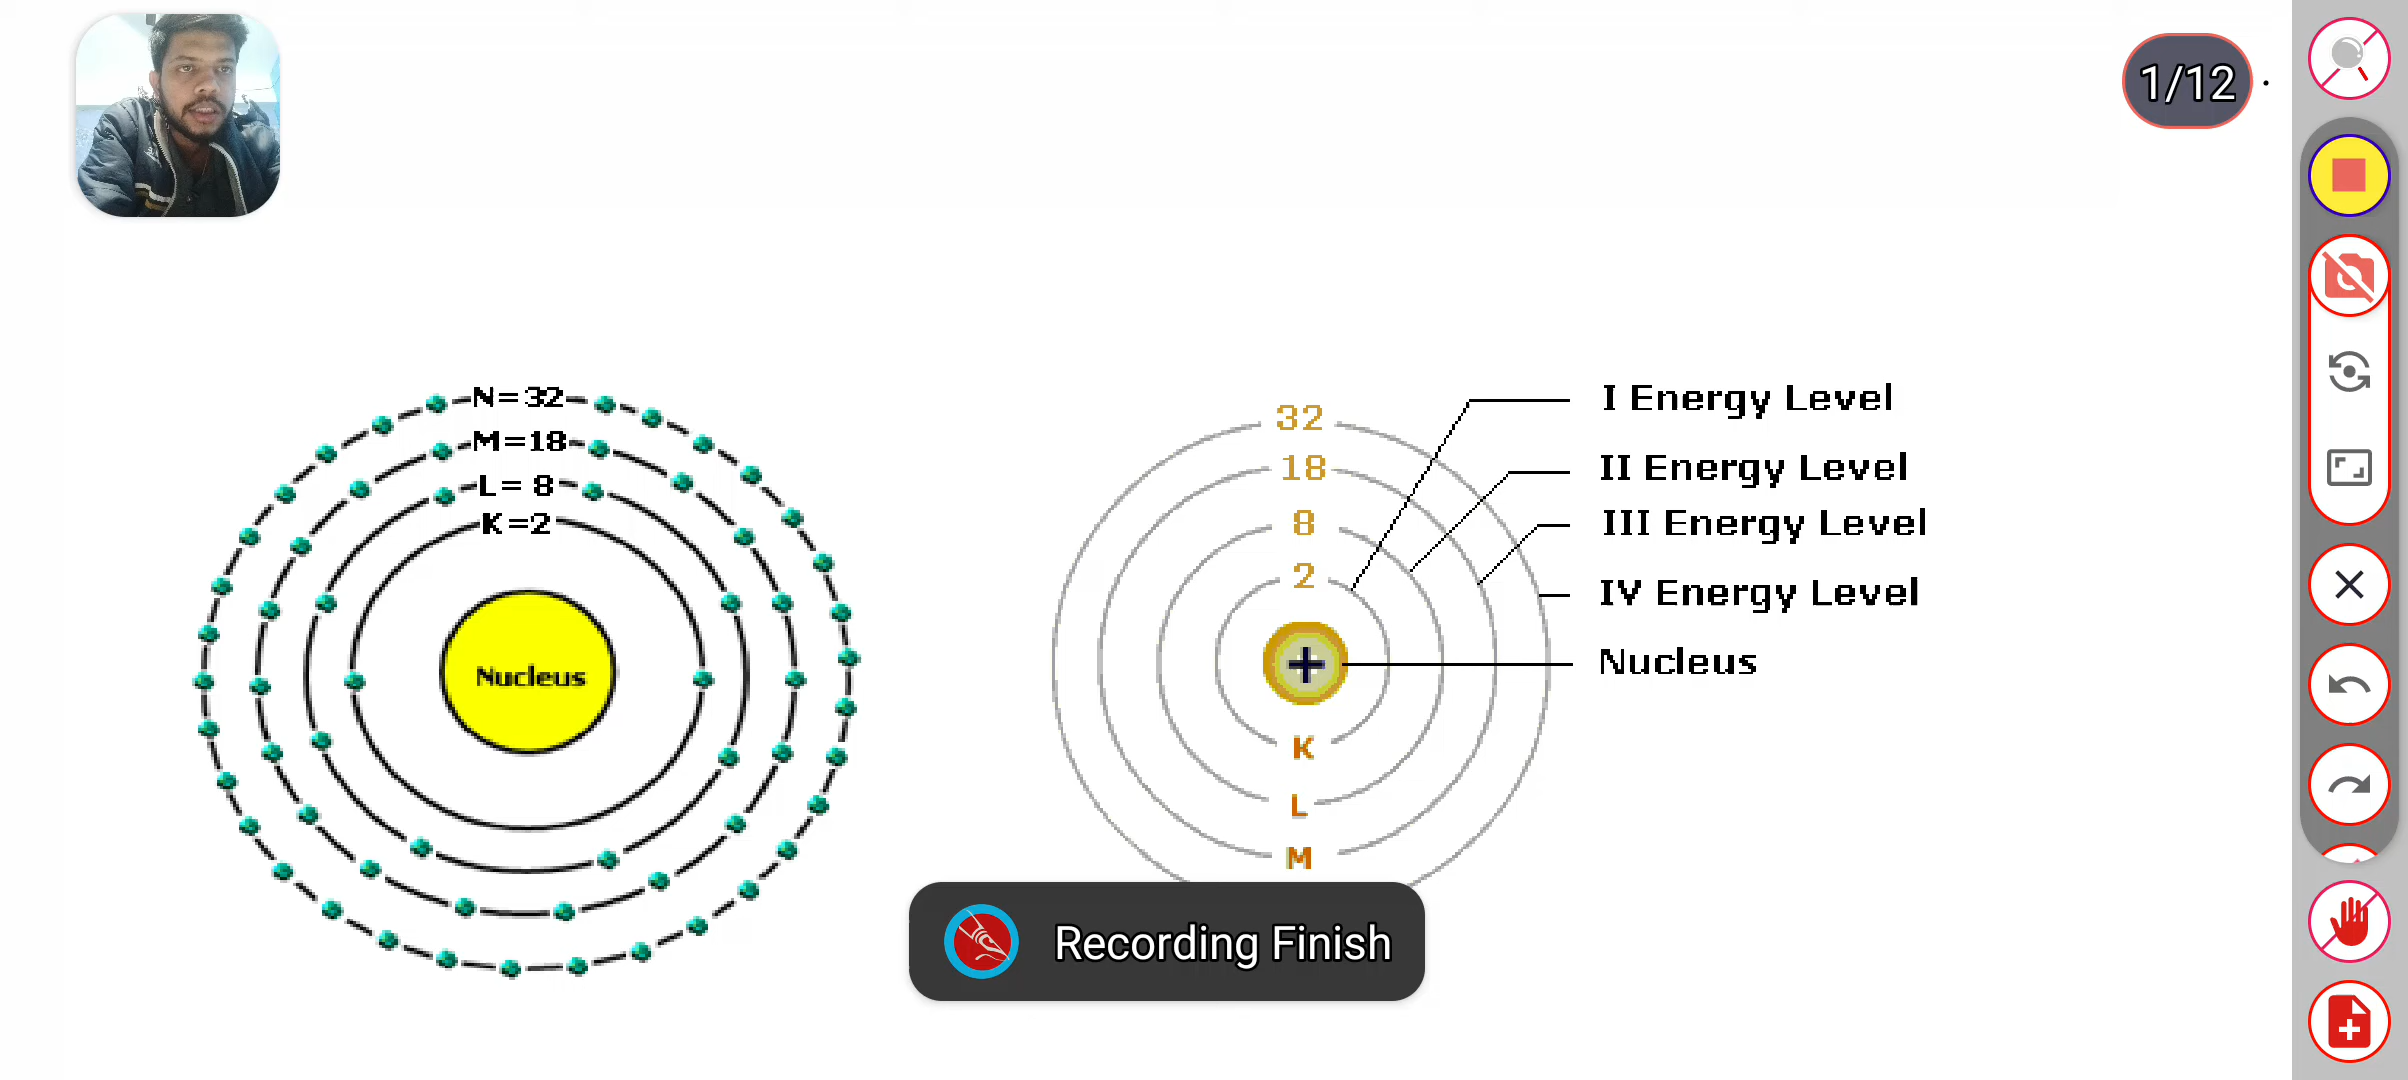 1/12
N=32
M=18
L= 8
K=2
Nucleus
32
18
8
2
+
K
L
M
I Energy Level
II Energy Level
III Energy Level
IV Energy Level
Nucleus
Recording Finish